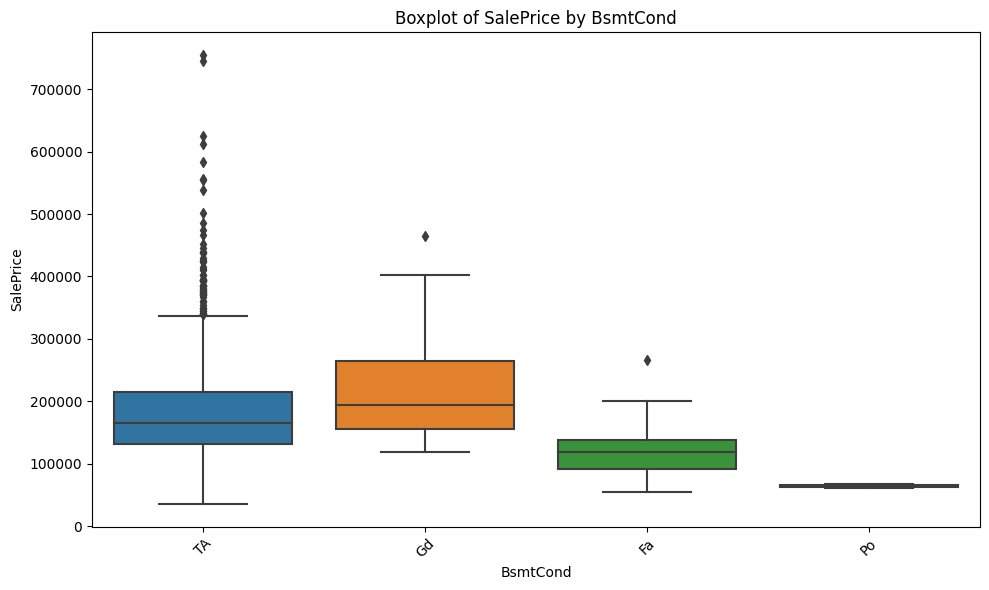 Boxplot of SalePrice by BsmtCond
SalePrice
700000
600000
500000
400000
300000
200000
100000
0
TA
Gd
Fa
Po
BsmtCond